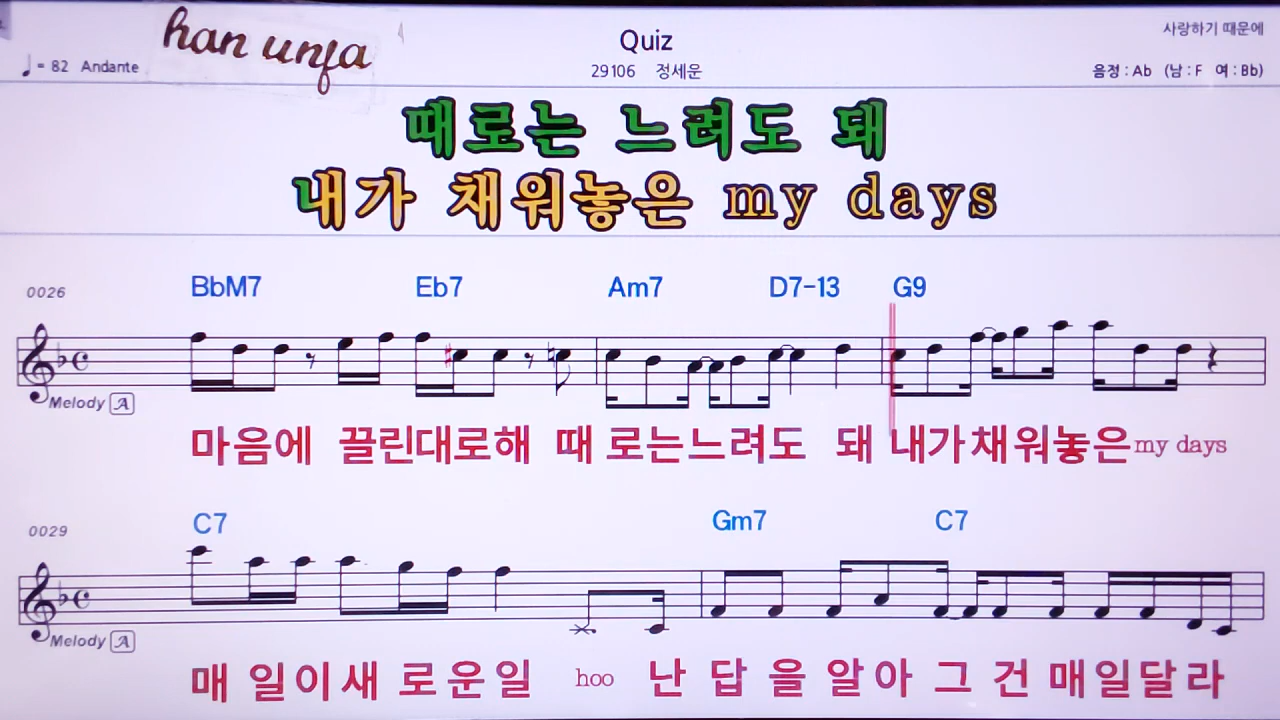 han unfa
Quiz
사랑하기 때문에
♩= 82 Andante
29106 정세운
음정 : Ab (남 : F 여 : Bb)
때로는 느려도 돼
내가 채워놓은 my days
0026 BbM7 Eb7 Am7 D7-13 G9
Melody A
마음에 끌린대로해 때 로는느려도 돼 내가채워놓은my days
0029 C7 Gm7 C7
Melody A
매 일이새 로운일 hoo 난 답 을 알아 그 건 매일달라